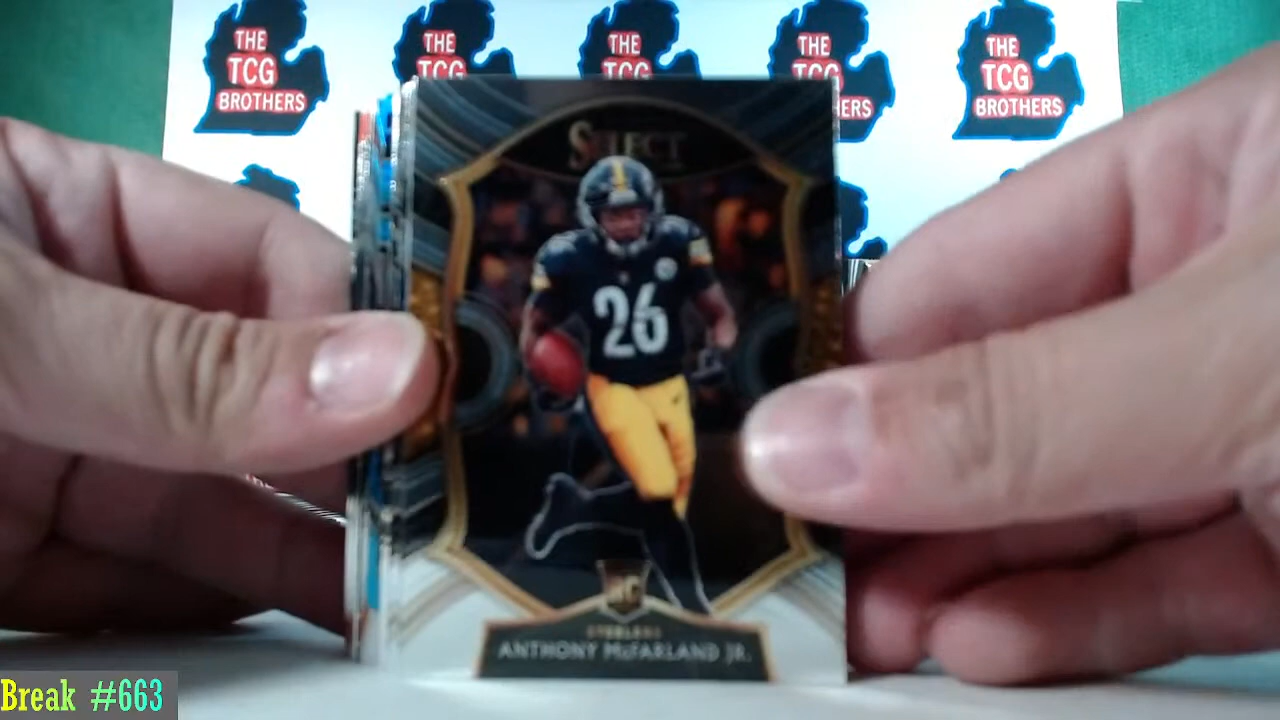 THE
TCG
BROTHERS
THE
TCG
THE
TCG
THE
TCG
BROTHERS
THE
TCG
BROTHERS
SELECT
26
RC
STEELERS
ANTHONY McFARLAND JR.
Break #663